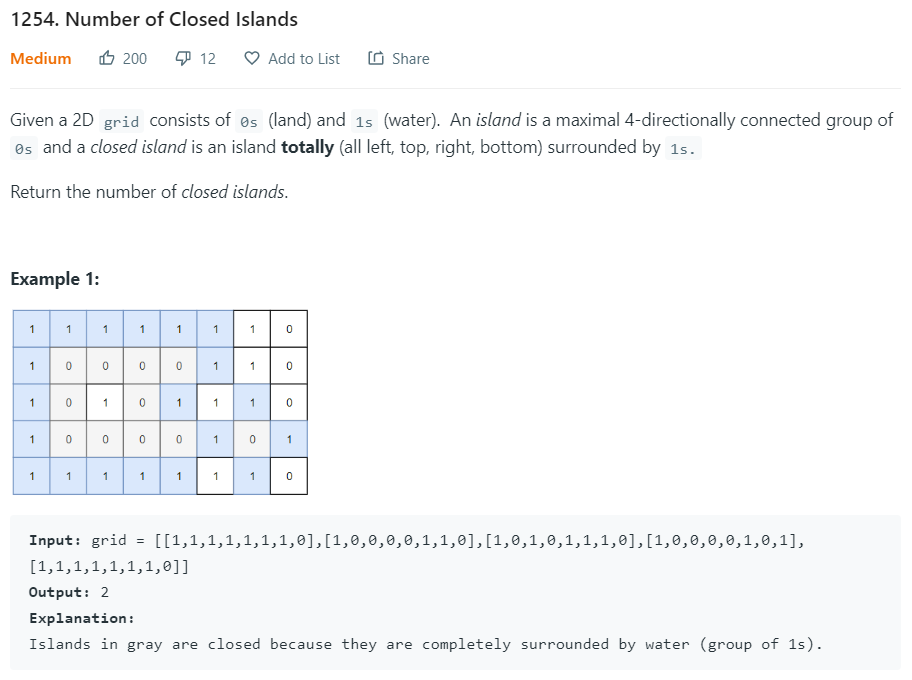 1254. Number of Closed Islands
Medium 200 12 Add to List Share
Given a 2D grid consists of 0s (land) and 1s (water). An island is a maximal 4-directionally connected group of
0s and a closed island is an island totally (all left, top, right, bottom) surrounded by 1s.
Return the number of closed islands.
Example 1:
1 1 1 1 1 1 1 0
1 0 0 0 0 1 1 0
1 0 1 0 1 1 1 0
1 0 0 0 0 1 0 1
1 1 1 1 1 1 1 0
Input: grid = [[1,1,1,1,1,1,1,0],[1,0,0,0,0,1,1,0],[1,0,1,0,1,1,1,0],[1,0,0,0,0,1,0,1],
[1,1,1,1,1,1,1,0]]
Output: 2
Explanation:
Islands in gray are closed because they are completely surrounded by water (group of 1s).